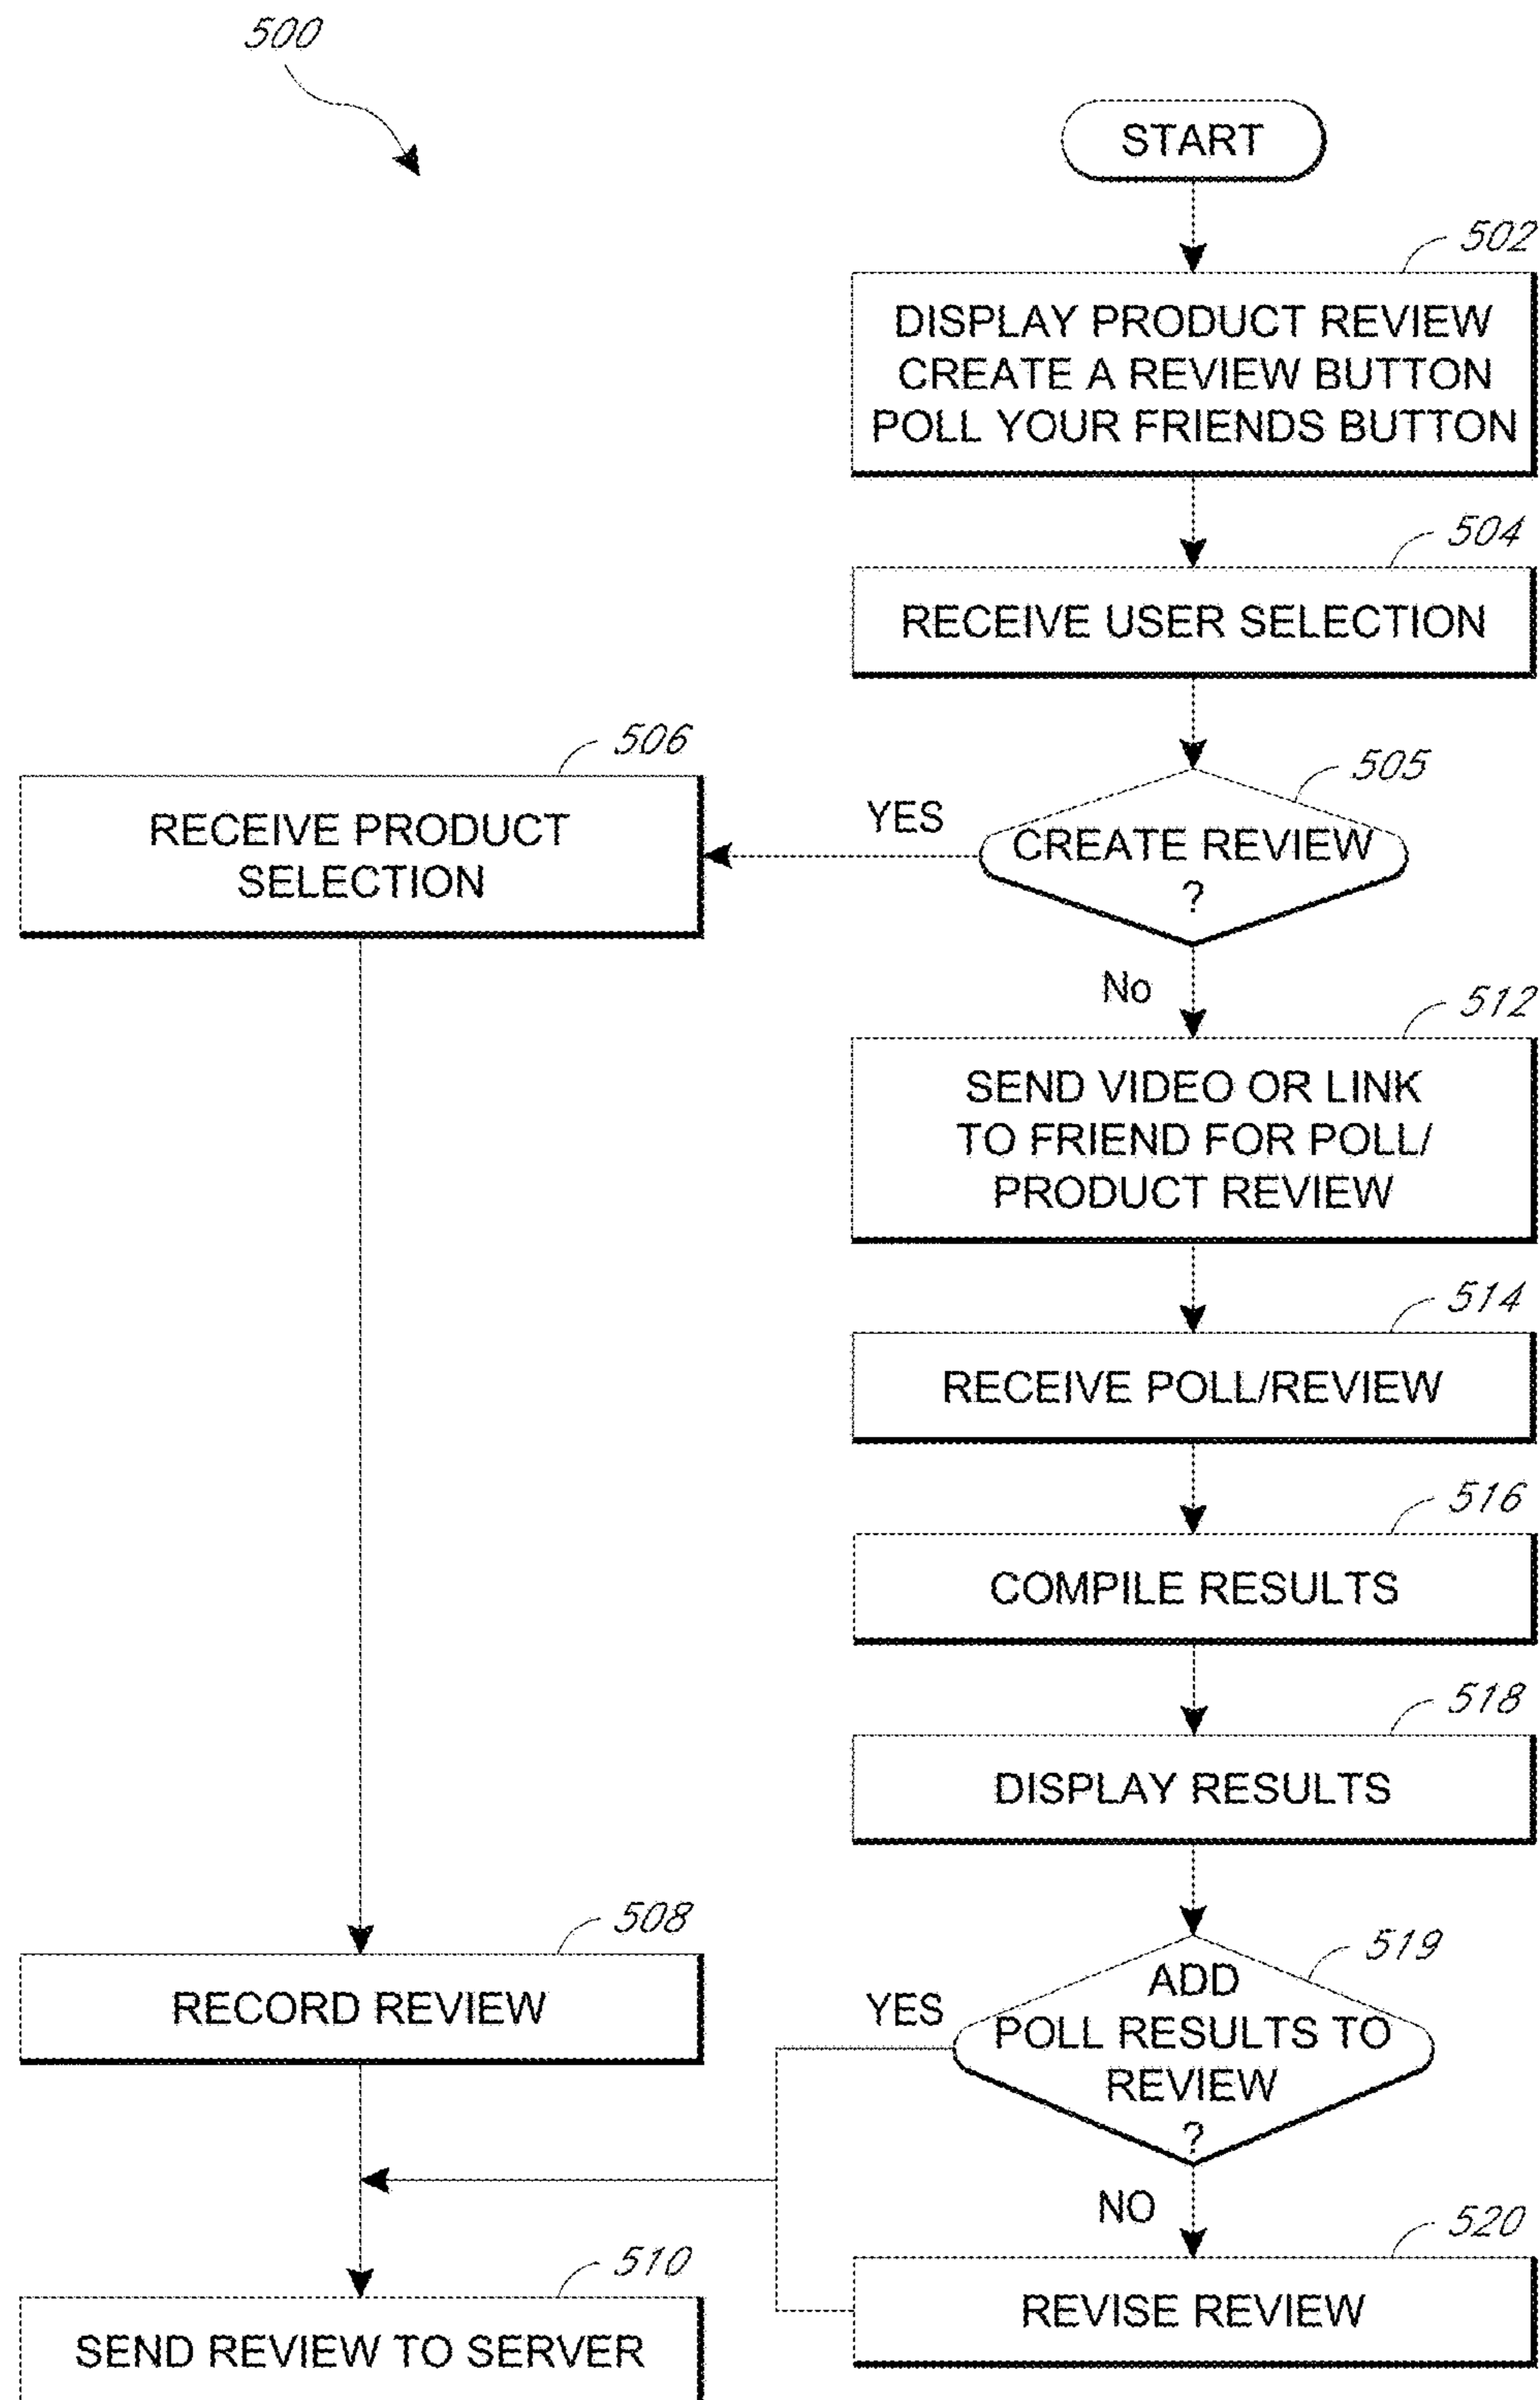 500
START
502
DISPLAY PRODUCT REVIEW
CREATE A REVIEW BUTTON
POLL YOUR FRIENDS BUTTON
504
RECEIVE USER SELECTION
506
RECEIVE PRODUCT
SELECTION
YES
505
CREATE REVIEW
?
No
512
SEND VIDEO OR LINK
TO FRIEND FOR POLL/
PRODUCT REVIEW
514
RECEIVE POLL/REVIEW
516
COMPILE RESULTS
518
DISPLAY RESULTS
508
RECORD REVIEW
YES
519
ADD
POLL RESULTS TO
REVIEW
?
NO
520
REVISE REVIEW
510
SEND REVIEW TO SERVER